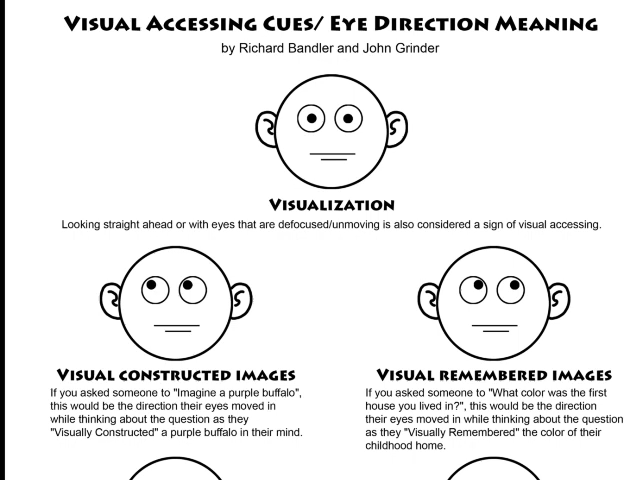 Visual Accessing Cues/ Eye Direction Meaning
by Richard Bandler and John Grinder
Visualization
Looking straight ahead or with eyes that are defocused/unmoving is also considered a sign of visual accessing.
Visual constructed images
If you asked someone to "Imagine a purple buffalo",
this would be the direction their eyes moved in
while thinking about the question as they
"Visually Constructed" a purple buffalo in their mind.
Visual remembered images
If you asked someone to "What color was the first
house you lived in?", this would be the direction
their eyes moved in while thinking about the question
as they "Visually Remembered" the color of their
childhood home.